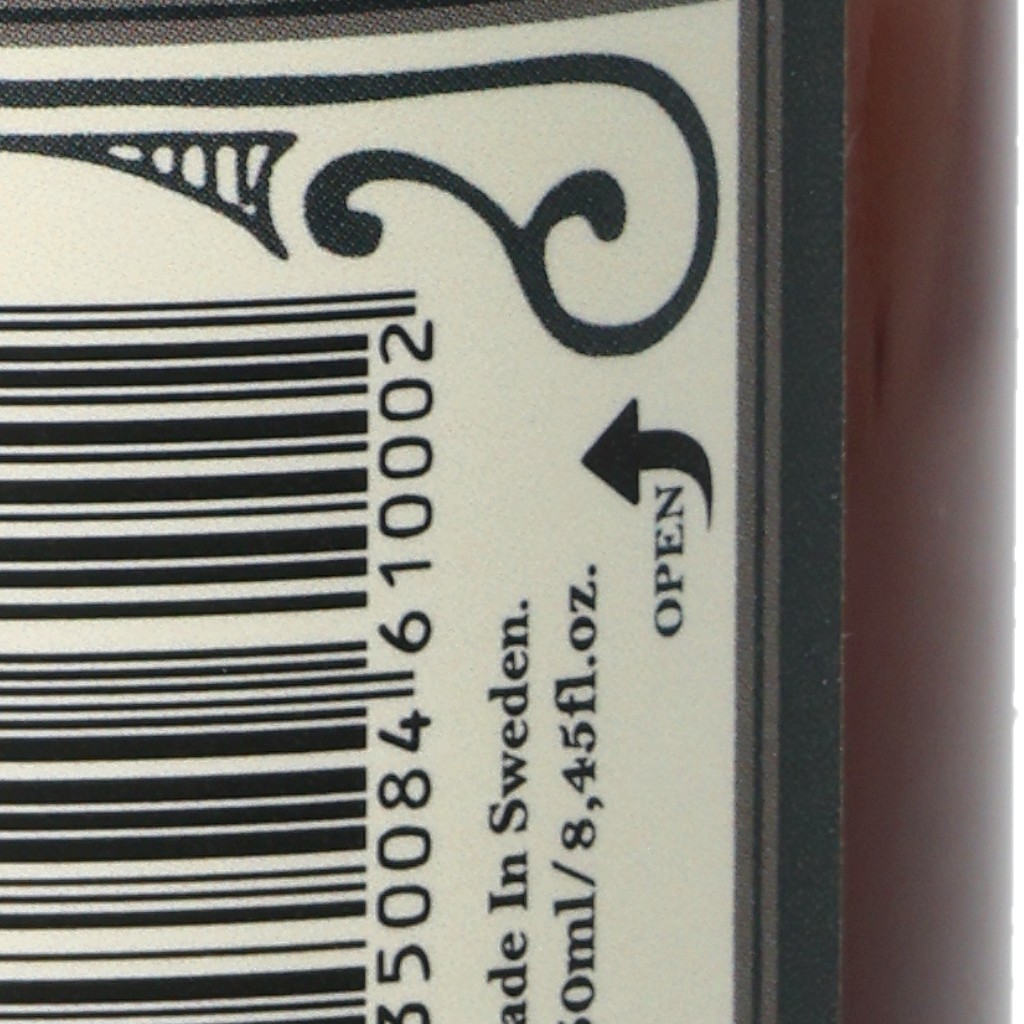 350084 610002
ade In Sweden.
50ml/8,45fl.oz.
OPEN